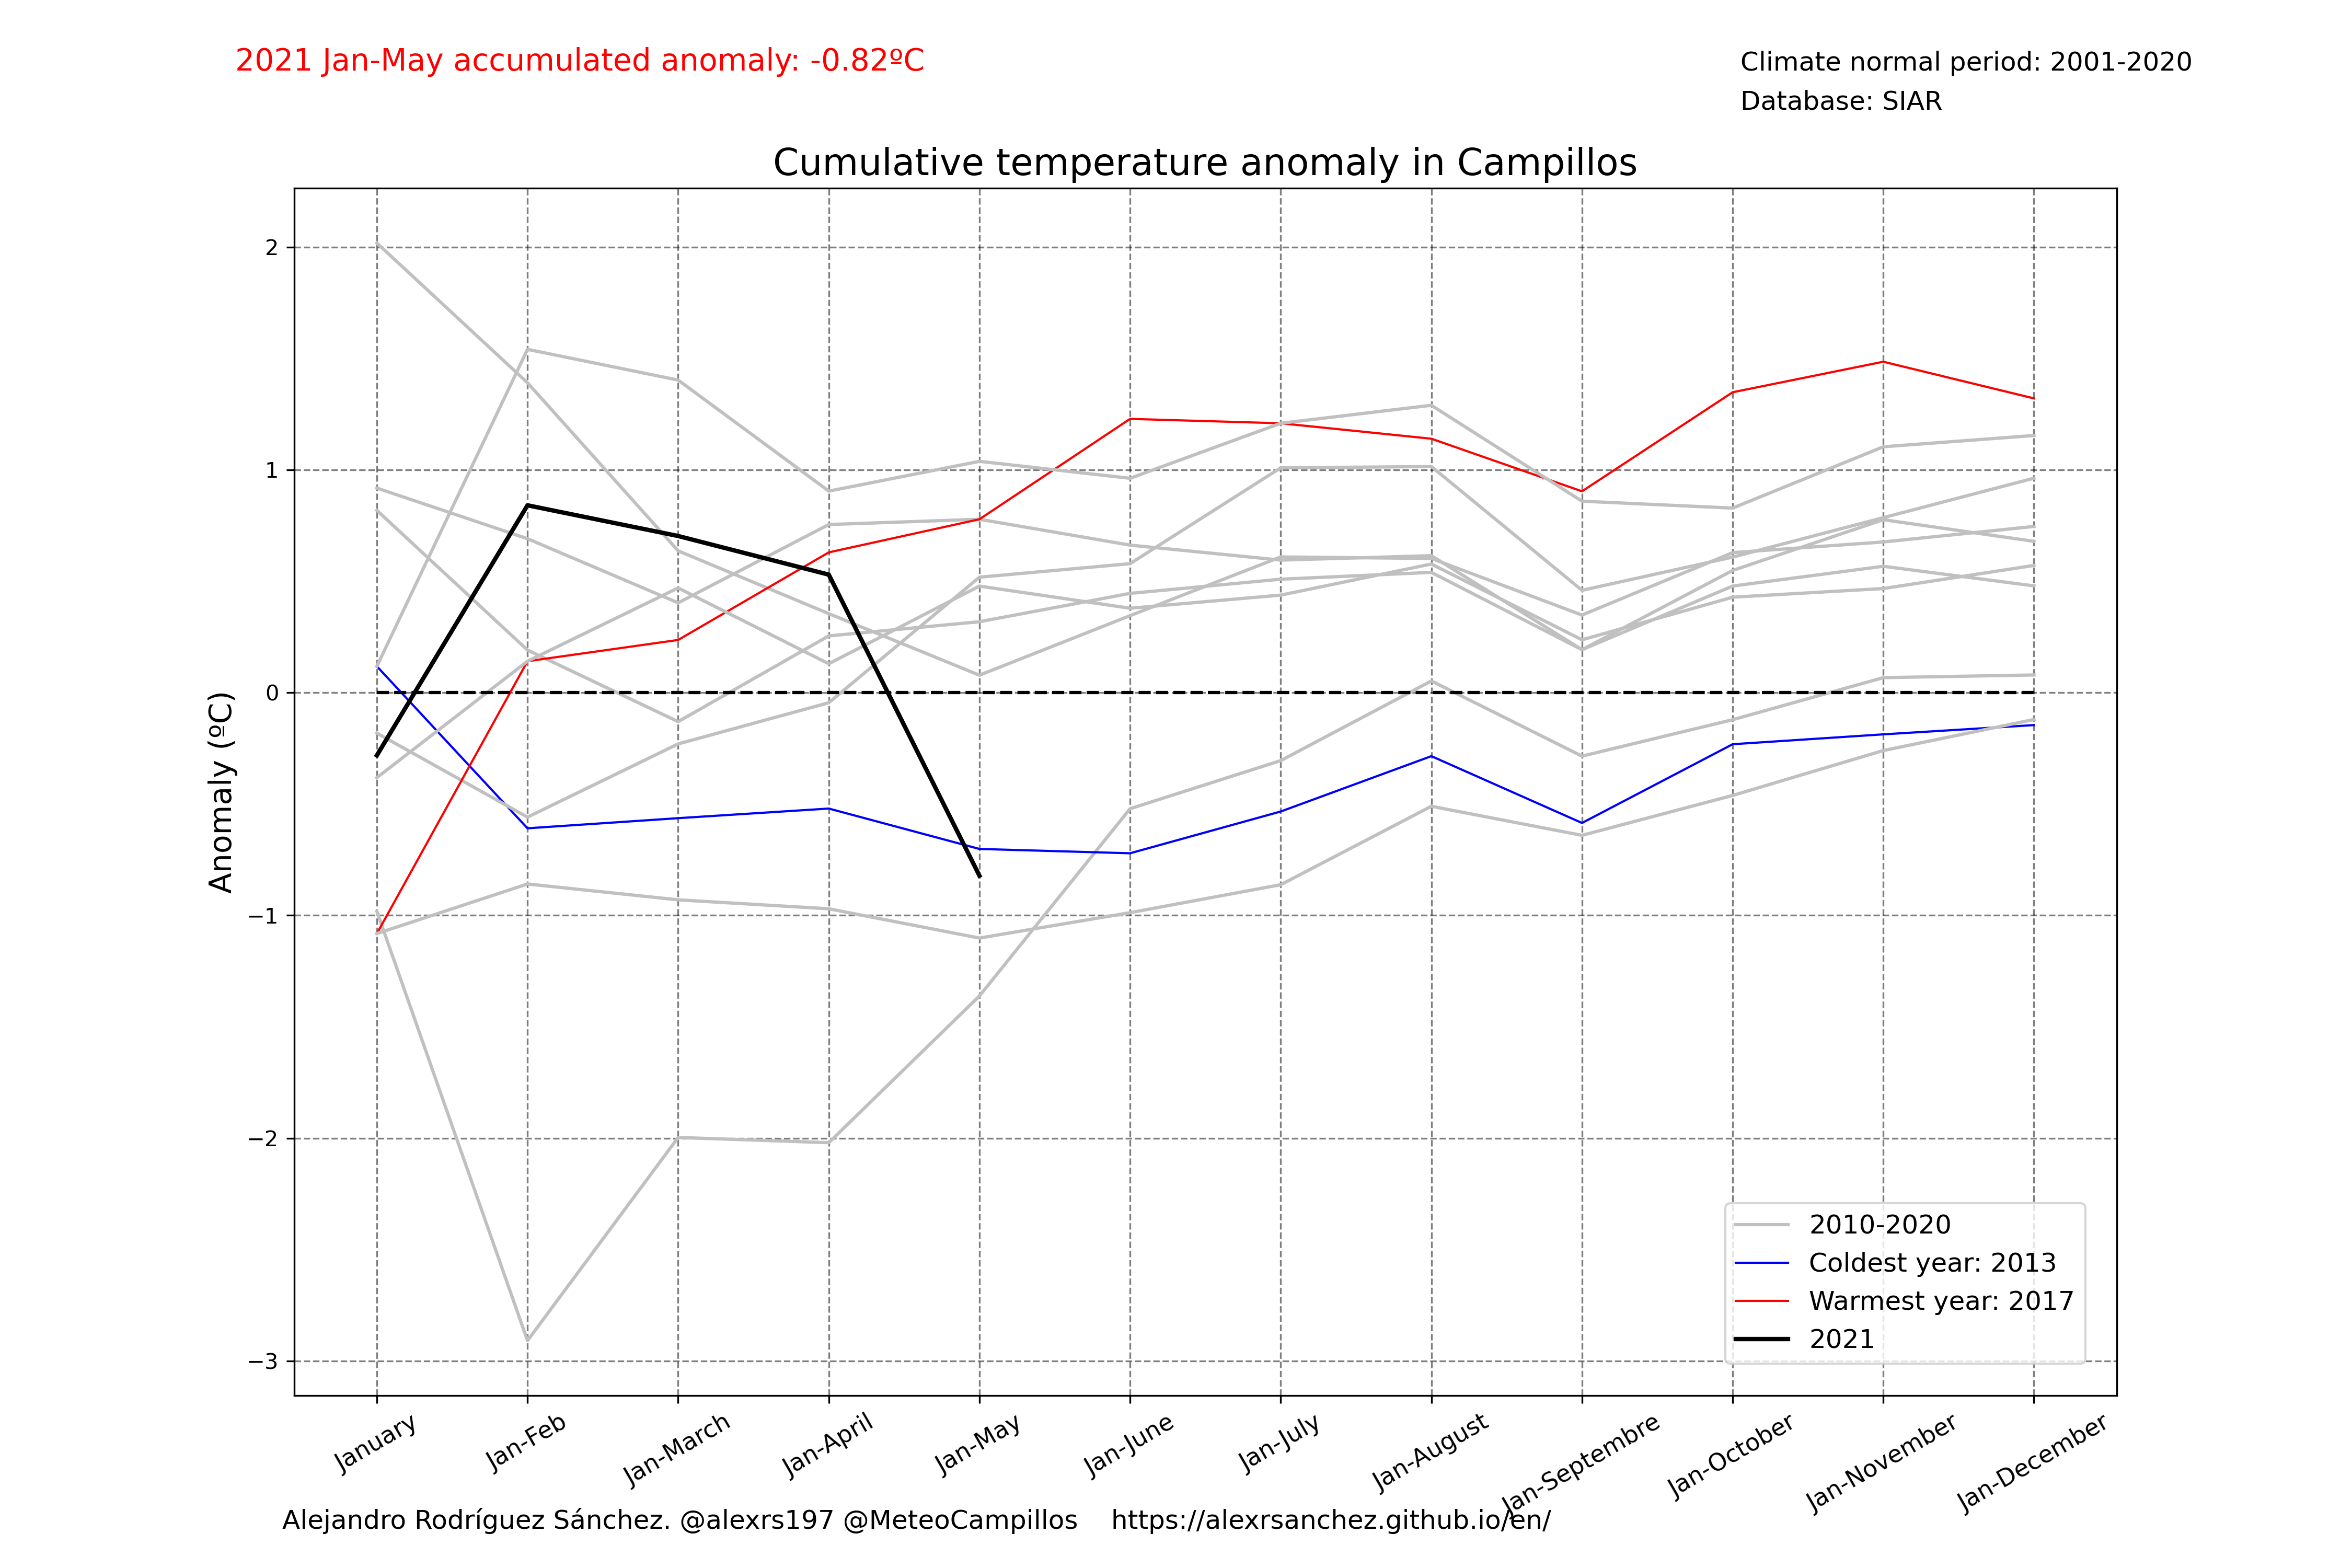 2021 Jan-May accumulated anomaly: -0.82ºC
Climate normal period: 2001-2020
Database: SIAR
Cumulative temperature anomaly in Campillos
Anomaly (ºC)
2
1
0
−1
−2
−3
2010-2020
Coldest year: 2013
Warmest year: 2017
2021
January
Jan-Feb
Jan-March
Jan-April
Jan-May
Jan-June
Jan-July
Jan-August
Jan-Septembre
Jan-October
Jan-November
Jan-December
Alejandro Rodríguez Sánchez. @alexrs197 @MeteoCampillos https://alexrsanchez.github.io/en/